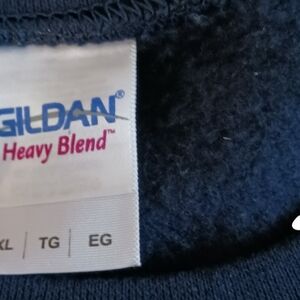 GILDAN®
Heavy Blend™
XL | TG | EG